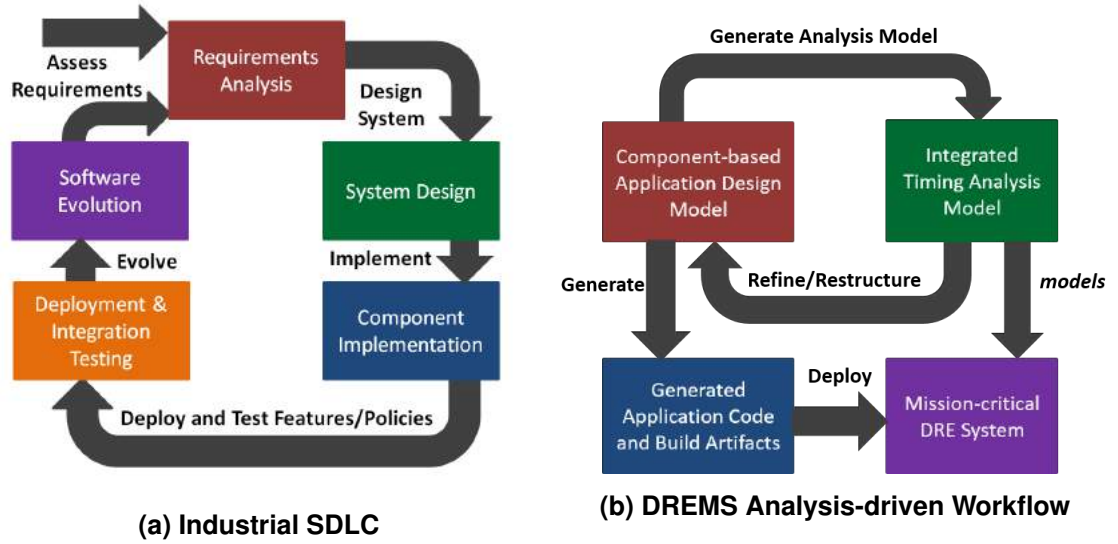 Assess
Requirements
Requirements
Analysis
Design
System
System Design
Implement
Component
Implementation
Deploy and Test Features/Policies
Deployment &
Integration
Testing
Evolve
Software
Evolution
(a) Industrial SDLC
Generate Analysis Model
Component-based
Application Design
Model
Integrated
Timing Analysis
Model
Refine/Restructure
Generate
models
Generated
Application Code
and Build Artifacts
Deploy
Mission-critical
DRE System
(b) DREMS Analysis-driven Workflow